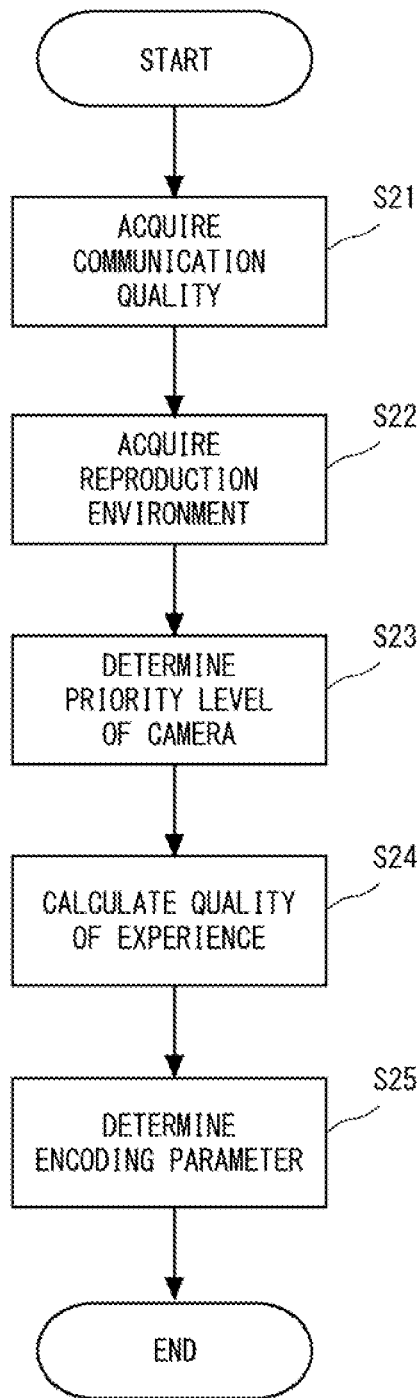 START
S21
ACQUIRE
COMMUNICATION
QUALITY
S22
ACQUIRE
REPRODUCTION
ENVIRONMENT
S23
DETERMINE
PRIORITY LEVEL
OF CAMERA
S24
CALCULATE QUALITY
OF EXPERIENCE
S25
DETERMINE
ENCODING PARAMETER
END